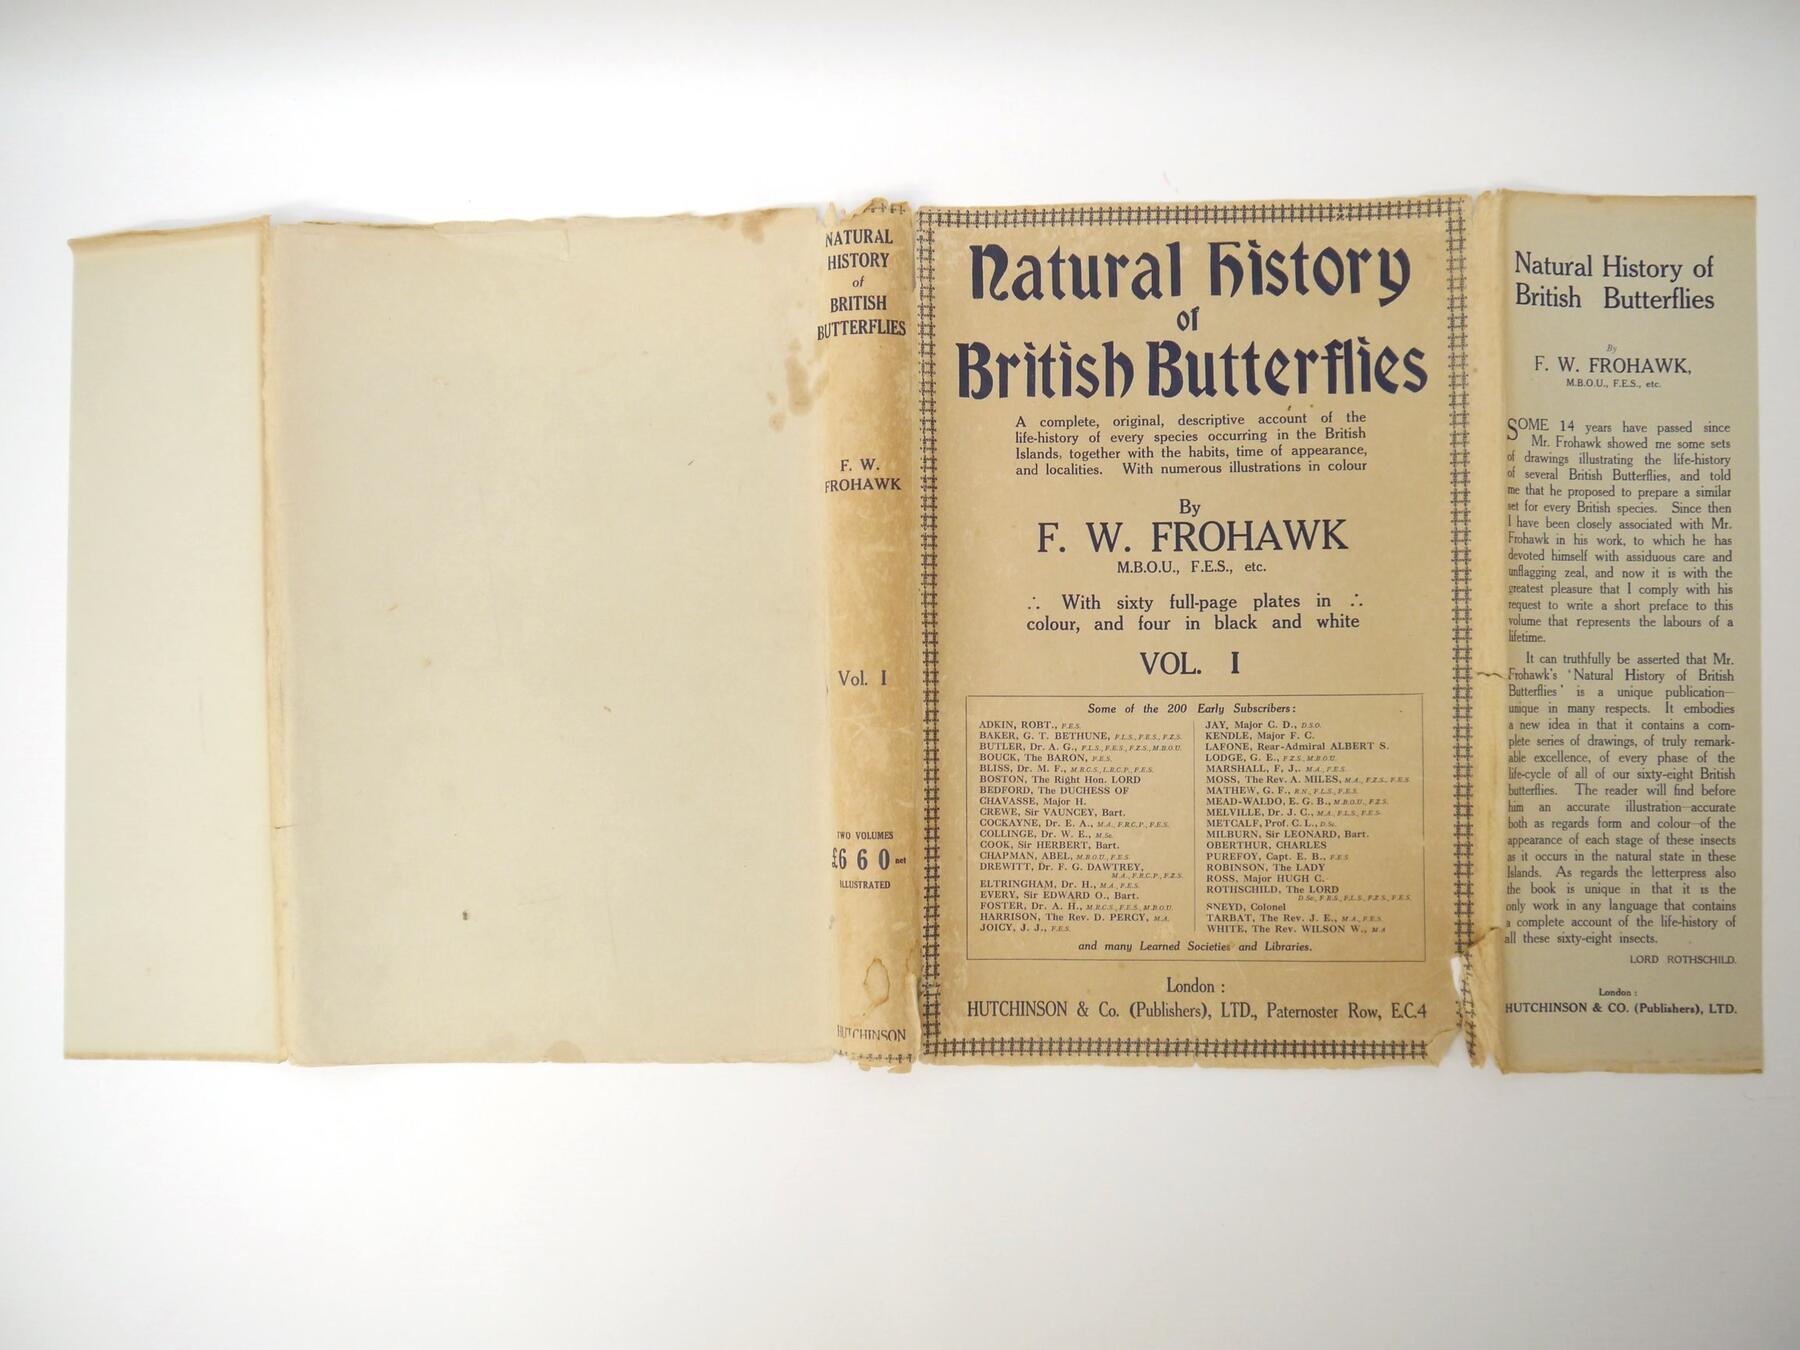 NATURAL
HISTORY
of
BRITISH
BUTTERFLIES
F. W.
FROHAWK
Vol. I
TWO VOLUMES
£6 6 0 net
ILLUSTRATED
HUTCHINSON
Natural History
of
British Butterflies
A complete, original, descriptive account of the
life-history of every species occurring in the British
Islands, together with the habits, time of appearance,
and localities. With numerous illustrations in colour
By
F. W. FROHAWK
M.B.O.U., F.E.S., etc.
∴ With sixty full-page plates in ∴
colour, and four in black and white
VOL. I
Some of the 200 Early Subscribers:
ADKIN, ROBT., F.E.S.
BAKER, G. T. BETHUNE, F.L.S., F.E.S., F.Z.S.
BUTLER, Dr. A. G., F.L.S., F.E.S., F.Z.S., M.B.O.U.
BOUCK, The BARON, F.E.S.
BLISS, Dr. M. F., M.R.C.S., L.R.C.P., F.E.S.
BOSTON, The Right Hon. LORD
BEDFORD, The DUCHESS OF
CHAVASSE, Major H.
CREWE, Sir VAUNCEY, Bart.
COCKAYNE, Dr. E. A., M.A., F.R.C.P., F.E.S.
COLLINGE, Dr. W. E., M.Sc.
COOK, Sir HERBERT, Bart.
CHAPMAN, ABEL, M.B.O.U., F.E.S.
DREWITT, Dr. F. G. DAWTREY,
M.A., F.R.C.P., F.Z.S.
ELTRINGHAM, Dr. H., M.A., F.E.S.
EVERY, Sir EDWARD O., Bart.
FOSTER, Dr. A. H., M.R.C.S., F.E.S., M.B.O.U.
HARRISON, The Rev. D. PERCY, M.A.
JOICY, J. J., F.E.S.
JAY, Major C. D., D.S.O.
KENDLE, Major F. C.
LAFONE, Rear-Admiral ALBERT S.
LODGE, G. E., F.Z.S., M.B.O.U.
MARSHALL, F, J,. M.A., F.E.S.
MOSS, The Rev. A. MILES, M.A., F.Z.S., F.E.S.
MATHEW, G. F., R.N., F.L.S., F.E.S.
MEAD-WALDO, E. G. B., M.B.O.U., F.Z.S.
MELVILLE, Dr. J. C., M.A., F.L.S., F.E.S.
METCALF, Prof. C. L., D.Sc.
MILBURN, Sir LEONARD, Bart.
OBERTHUR, CHARLES
PUREFOY, Capt. E. B., F.E.S
ROBINSON, The LADY
ROSS, Major HUGH C.
ROTHSCHILD, The LORD
D.Sc., F.R.S., F.L.S., F.Z.S., F.E.S.
SNEYD, Colonel
TARBAT, The Rev. J. E., M.A., F.E.S.
WHITE, The Rev. WILSON W., M.A
and many Learned Societies and Libraries.
London :
HUTCHINSON & Co. (Publishers), LTD., Paternoster Row, E.C.4
Natural History of
British Butterflies
By
F. W. FROHAWK,
M.B.O.U., F.E.S., etc.
SOME 14 years have passed since
Mr. Frohawk showed me some sets
of drawings illustrating the life-history
of several British Butterflies, and told
me that he proposed to prepare a similar
set for every British species. Since then
I have been closely associated with Mr.
Frohawk in his work, to which he has
devoted himself with assiduous care and
unflagging zeal, and now it is with the
greatest pleasure that I comply with his
request to write a short preface to this
volume that represents the labours of a
lifetime.
It can truthfully be asserted that Mr.
Frohawk's 'Natural History of British
Butterflies' is a unique publication—
unique in many respects. It embodies
a new idea in that it contains a com-
plete series of drawings, of truly remark-
able excellence, of every phase of the
life-cycle of all of our sixty-eight British
butterflies. The reader will find before
him an accurate illustration—accurate
both as regards form and colour—of the
appearance of each stage of these insects
as it occurs in the natural state in these
Islands. As regards the letterpress also
the book is unique in that it is the
only work in any language that contains
a complete account of the life-history of
all these sixty-eight insects.
LORD ROTHSCHILD.
London :
HUTCHINSON & CO. (Publishers), LTD.